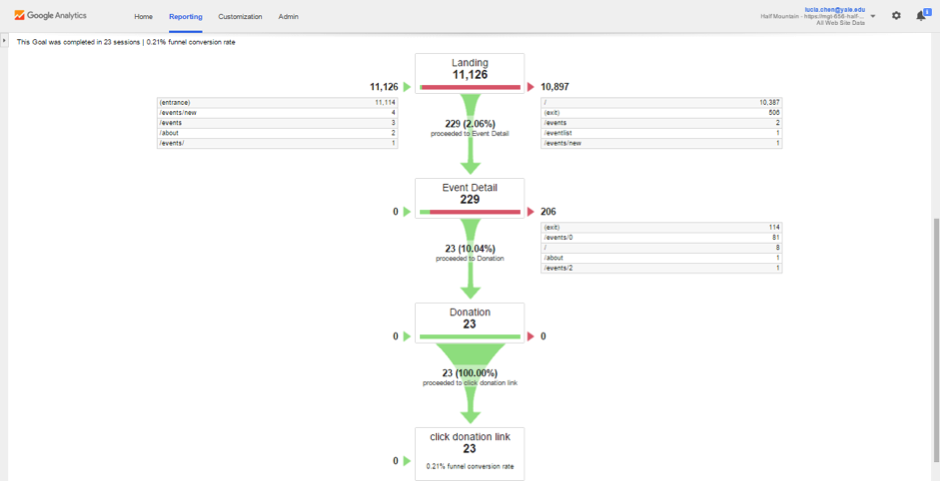 Google Analytics
Home Reporting Customization Admin
lucia.chen@yale.edu
Half Mountain - https://mgt-656-half-...
All Web Site Data
This Goal was completed in 23 sessions | 0.21% funnel conversion rate
Landing
11,126
11,126
10,897
(entrance) 11,114
/events/new 4
/events 3
/about 2
/events/ 1
/ 10,387
(exit) 506
/events 2
/eventlist 1
/events/new 1
229 (2.06%)
proceeded to Event Detail
Event Detail
229
0
206
(exit) 114
/events/0 81
/ 8
/about 1
/events/2 1
23 (10.04%)
proceeded to Donation
Donation
23
0
0
23 (100.00%)
proceeded to click donation link
click donation link
23
0
0.21% funnel conversion rate